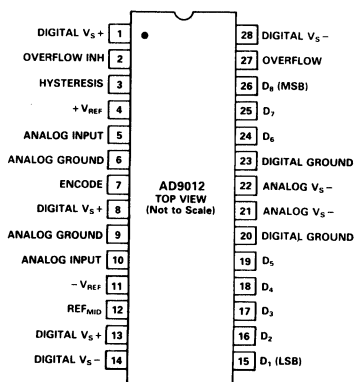 DIGITAL VS+ 1
OVERFLOW INH 2
HYSTERESIS 3
+VREF 4
ANALOG INPUT 5
ANALOG GROUND 6
ENCODE 7
DIGITAL VS+ 8
ANALOG GROUND 9
ANALOG INPUT 10
-VREF 11
REFMID 12
DIGITAL VS+ 13
DIGITAL VS- 14
AD9012
TOP VIEW
(Not to Scale)
28 DIGITAL VS-
27 OVERFLOW
26 D8 (MSB)
25 D7
24 D6
23 DIGITAL GROUND
22 ANALOG VS-
21 ANALOG VS-
20 DIGITAL GROUND
19 D5
18 D4
17 D3
16 D2
15 D1 (LSB)